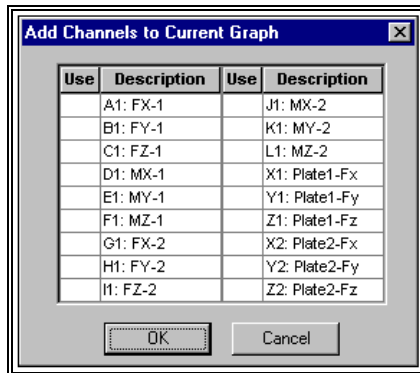 Add Channels to Current Graph
Use Description Use Description
A1: FX-1 J1: MX-2
B1: FY-1 K1: MY-2
C1: FZ-1 L1: MZ-2
D1: MX-1 X1: Plate1-Fx
E1: MY-1 Y1: Plate1-Fy
F1: MZ-1 Z1: Plate1-Fz
G1: FX-2 X2: Plate2-Fx
H1: FY-2 Y2: Plate2-Fy
I1: FZ-2 Z2: Plate2-Fz
OK Cancel